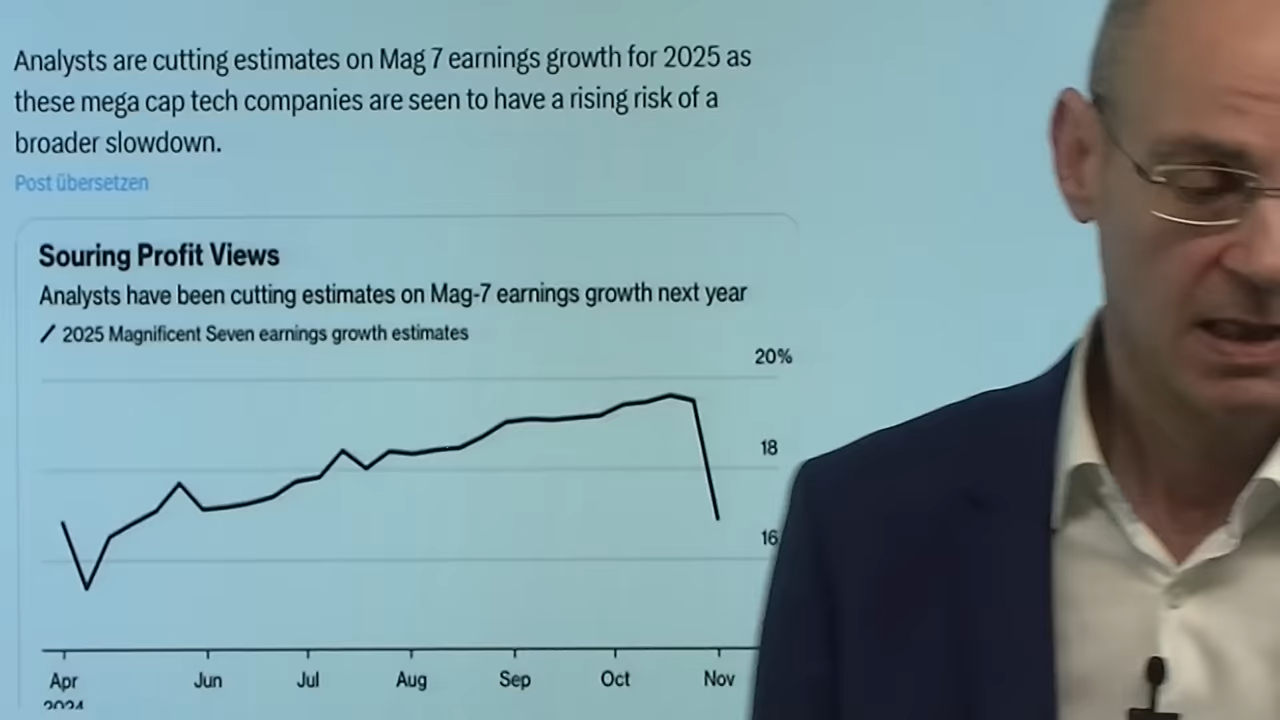 Analysts are cutting estimates on Mag 7 earnings growth for 2025 as
these mega cap tech companies are seen to have a rising risk of a
broader slowdown.
Post übersetzen
Souring Profit Views
Analysts have been cutting estimates on Mag-7 earnings growth next year
2025 Magnificent Seven earnings growth estimates
20%
18
16
Apr Jun Jul Aug Sep Oct Nov
2024